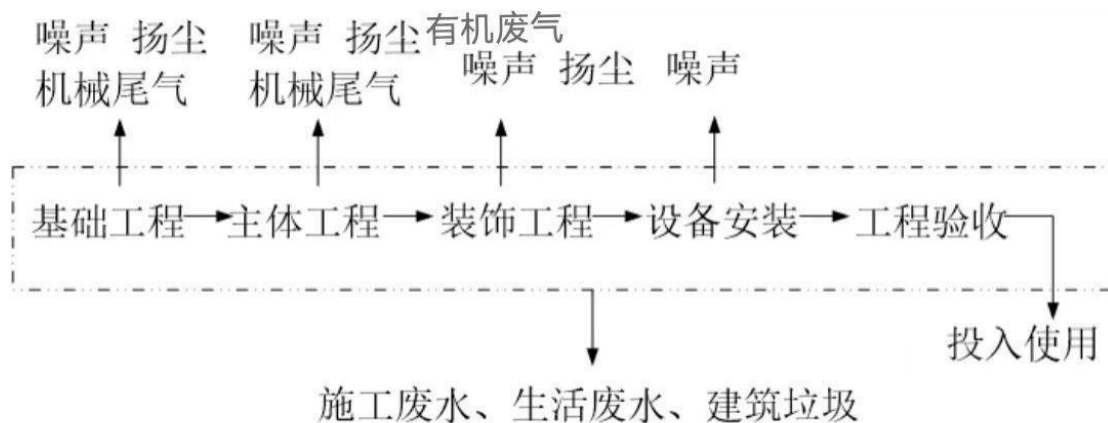 噪声 扬尘
机械尾气
噪声 扬尘
机械尾气
有机废气
噪声 扬尘
噪声
基础工程
主体工程
装饰工程
设备安装
工程验收
投入使用
施工废水、生活废水、建筑垃圾